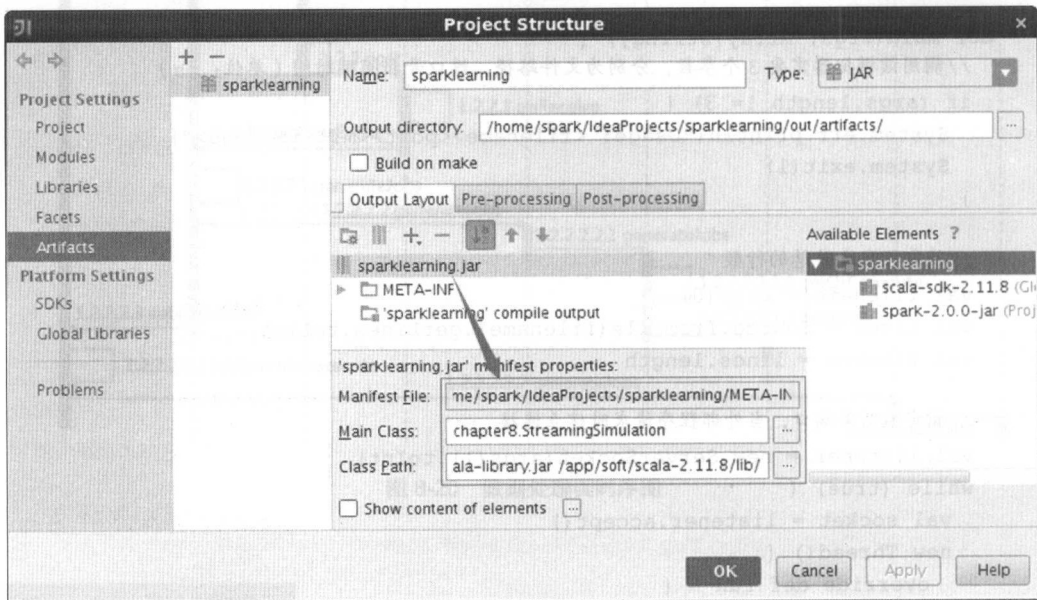 Project Structure
Project Settings
Project
Modules
Libraries
Facets
Artifacts
Platform Settings
SDKs
Global Libraries
Problems
sparklearning
Name: sparklearning
Type: JAR
Output directory: /home/spark/IdeaProjects/sparklearning/out/artifacts/
Build on make
Output Layout Pre-processing Post-processing
Available Elements ?
sparklearning.jar
META-INF
'sparklearning' compile output
sparklearning
scala-sdk-2.11.8 (Glo
spark-2.0.0-jar (Proj
'sparklearning.jar' manifest properties:
Manifest File: me/spark/IdeaProjects/sparklearning/META-IN
Main Class: chapter8.StreamingSimulation
Class Path: ala-library.jar /app/soft/scala-2.11.8/lib/
Show content of elements
OK Cancel Apply Help